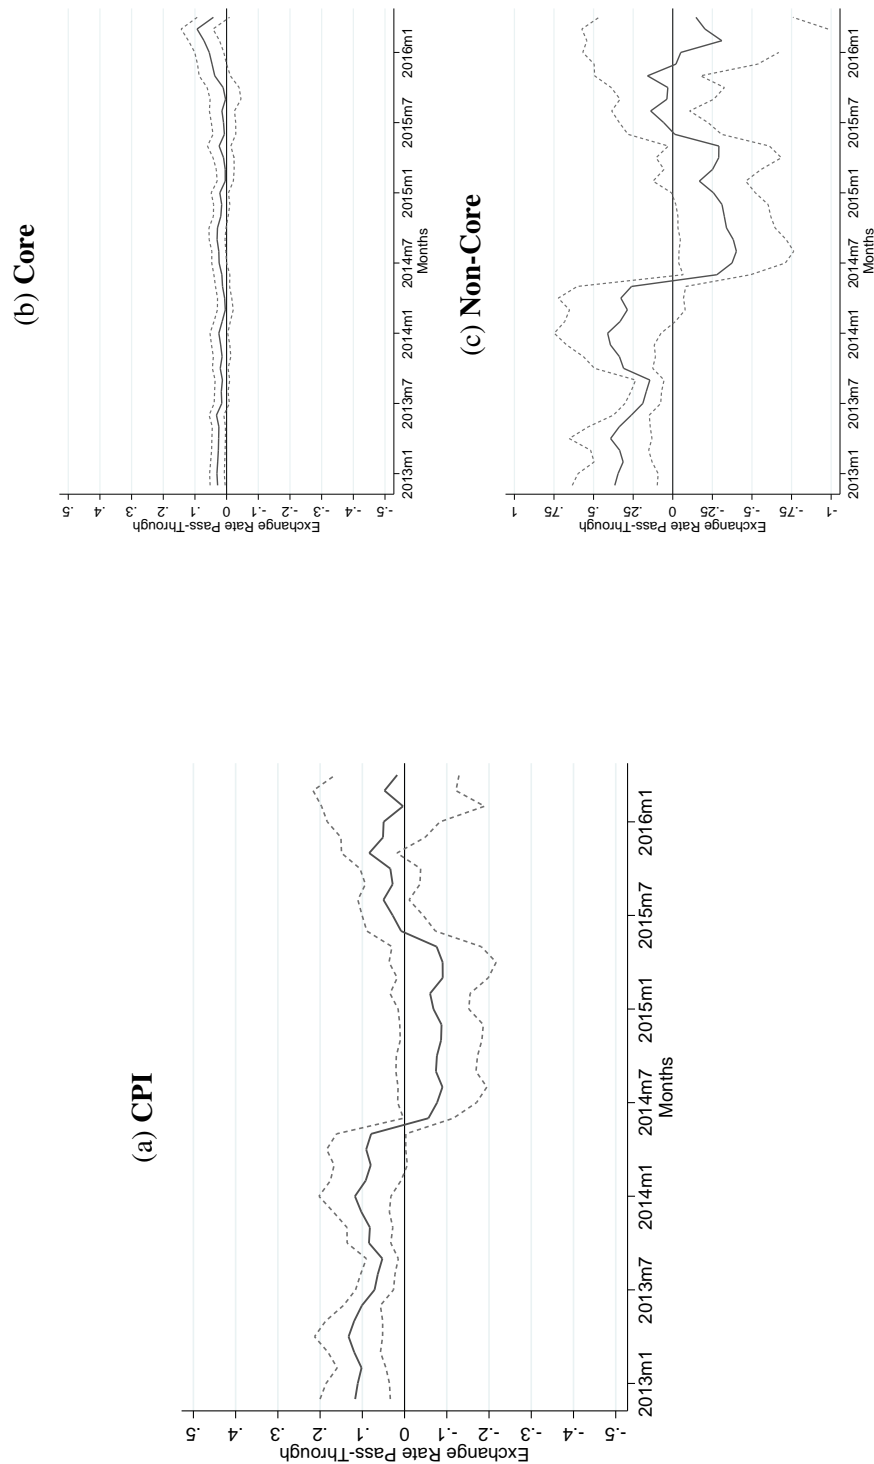 (a) CPI
.5
.4
.3
.2
.1
0
-.1
-.2
-.3
-.4
-.5
Exchange Rate Pass-Through
2013m1 2013m7 2014m1 2014m7 2015m1 2015m7 2016m1
Months
(b) Core
.5
.4
.3
.2
.1
0
-.1
-.2
-.3
-.4
-.5
Exchange Rate Pass-Through
2013m1 2013m7 2014m1 2014m7 2015m1 2015m7 2016m1
Months
(c) Non-Core
1
.75
.5
.25
0
-.25
-.5
-.75
-1
Exchange Rate Pass-Through
2013m1 2013m7 2014m1 2014m7 2015m1 2015m7 2016m1
Months